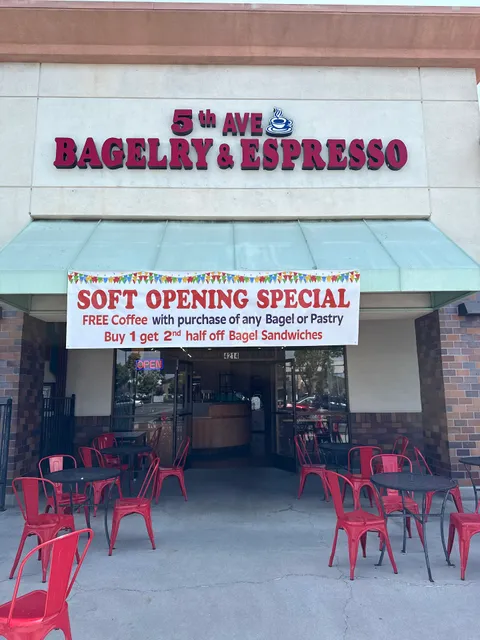 5th AVE
BAGELRY & ESPRESSO
SOFT OPENING SPECIAL
FREE Coffee with purchase of any Bagel or Pastry
Buy 1 get 2nd half off Bagel Sandwiches
OPEN
4214